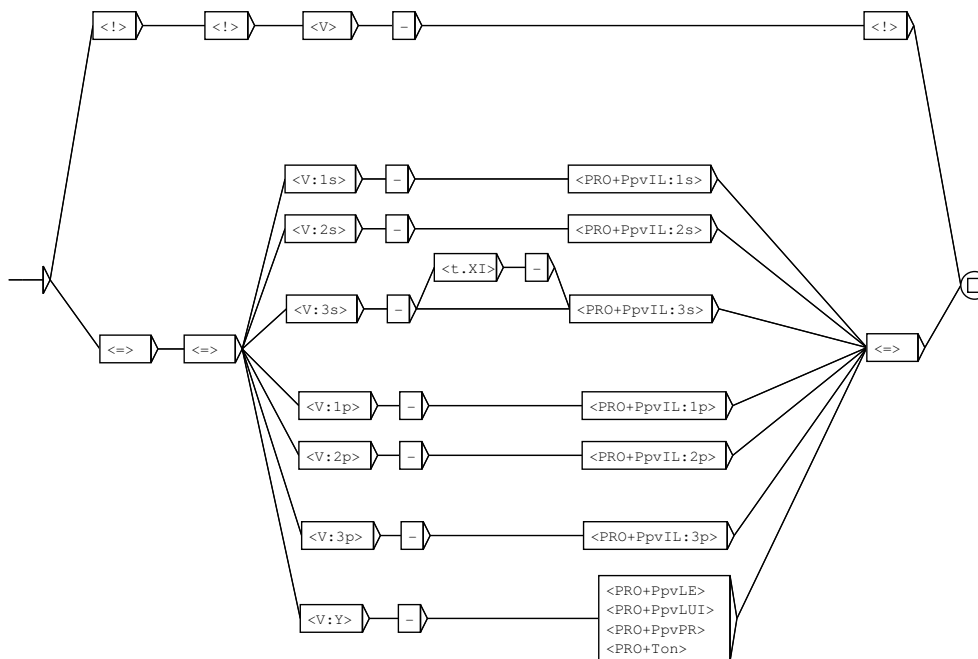 <!> <!> <V> - <!>
<V:1s> - <PRO+PpvIL:1s>
<V:2s> - <PRO+PpvIL:2s>
<t.XI> -
<V:3s> - <PRO+PpvIL:3s>
<=> <=> <=>
<V:1p> - <PRO+PpvIL:1p>
<V:2p> - <PRO+PpvIL:2p>
<V:3p> - <PRO+PpvIL:3p>
<PRO+PpvLE>
<PRO+PpvLUI>
<V:Y> -
<PRO+PpvPR>
<PRO+Ton>